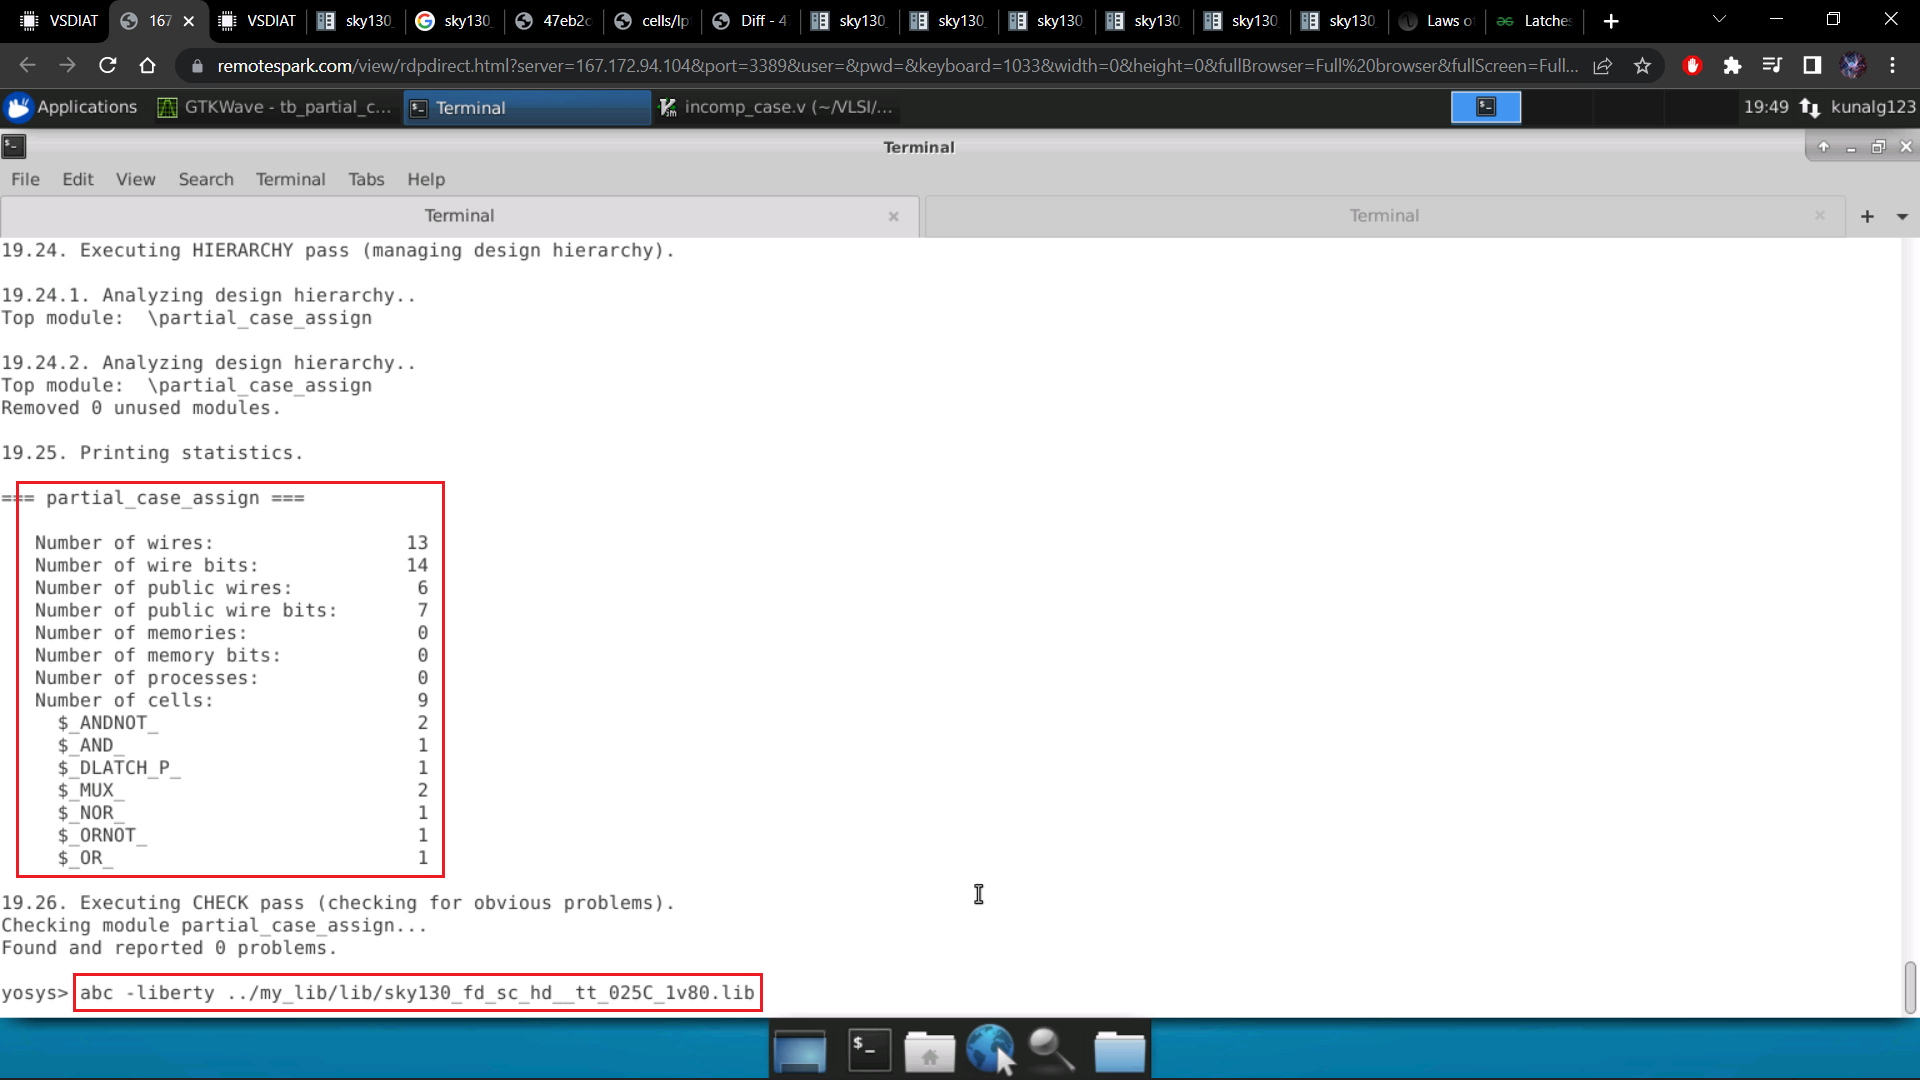 VSDIAT
167
VSDIAT
sky130
sky130
47eb2c
cells/lp
Diff - 4
sky130
sky130
sky130
sky130
sky130
sky130
Laws o
Latches
remotespark.com/view/rdpdirect.html?server=167.172.94.104&port=3389&user=&pwd=&keyboard=1033&width=0&height=0&fullBrowser=Full%20browser&fullScreen=Full...
Applications
GTKWave - tb_partial_c...
Terminal
incomp_case.v (~/VLSI/...
19:49
kunalg123
Terminal
File Edit View Search Terminal Tabs Help
Terminal
Terminal
19.24. Executing HIERARCHY pass (managing design hierarchy).
19.24.1. Analyzing design hierarchy..
Top module:  \partial_case_assign
19.24.2. Analyzing design hierarchy..
Top module:  \partial_case_assign
Removed 0 unused modules.
19.25. Printing statistics.
=== partial_case_assign ===
Number of wires: 13
Number of wire bits: 14
Number of public wires: 6
Number of public wire bits: 7
Number of memories: 0
Number of memory bits: 0
Number of processes: 0
Number of cells: 9
$_ANDNOT_ 2
$_AND_ 1
$_DLATCH_P_ 1
$_MUX_ 2
$_NOR_ 1
$_ORNOT_ 1
$_OR_ 1
19.26. Executing CHECK pass (checking for obvious problems).
Checking module partial_case_assign...
Found and reported 0 problems.
yosys> abc -liberty ../my_lib/lib/sky130_fd_sc_hd__tt_025C_1v80.lib